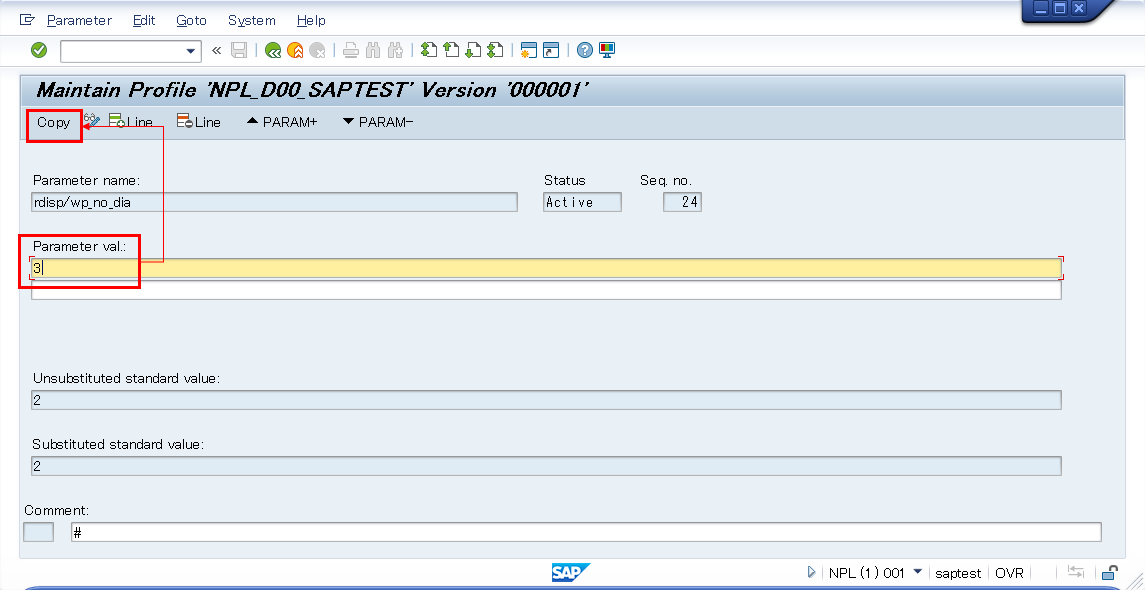 Parameter Edit Goto System Help
«
Maintain Profile 'NPL_D00_SAPTEST' Version '000001'
Copy Line Line PARAM+ PARAM-
Parameter name: Status Seq. no.
rdisp/wp_no_dia Active 24
Parameter val.:
3
Unsubstituted standard value:
2
Substituted standard value:
2
Comment:
#
SAP NPL (1) 001 saptest OVR